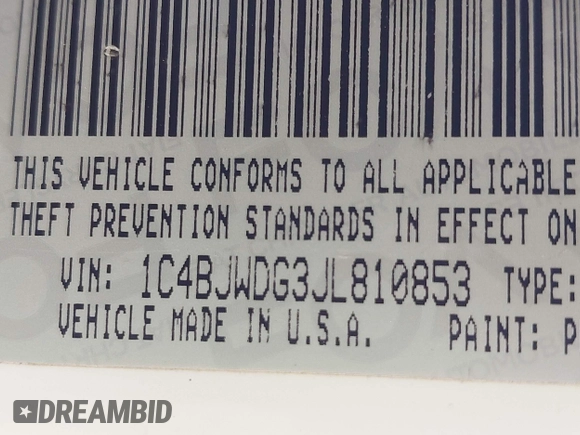 THIS VEHICLE CONFORMS TO ALL APPLICABLE
THEFT PREVENTION STANDARDS IN EFFECT ON
VIN: 1C4BJWDG3JL810853 TYPE:
VEHICLE MADE IN U.S.A. PAINT: P
DREAMBID